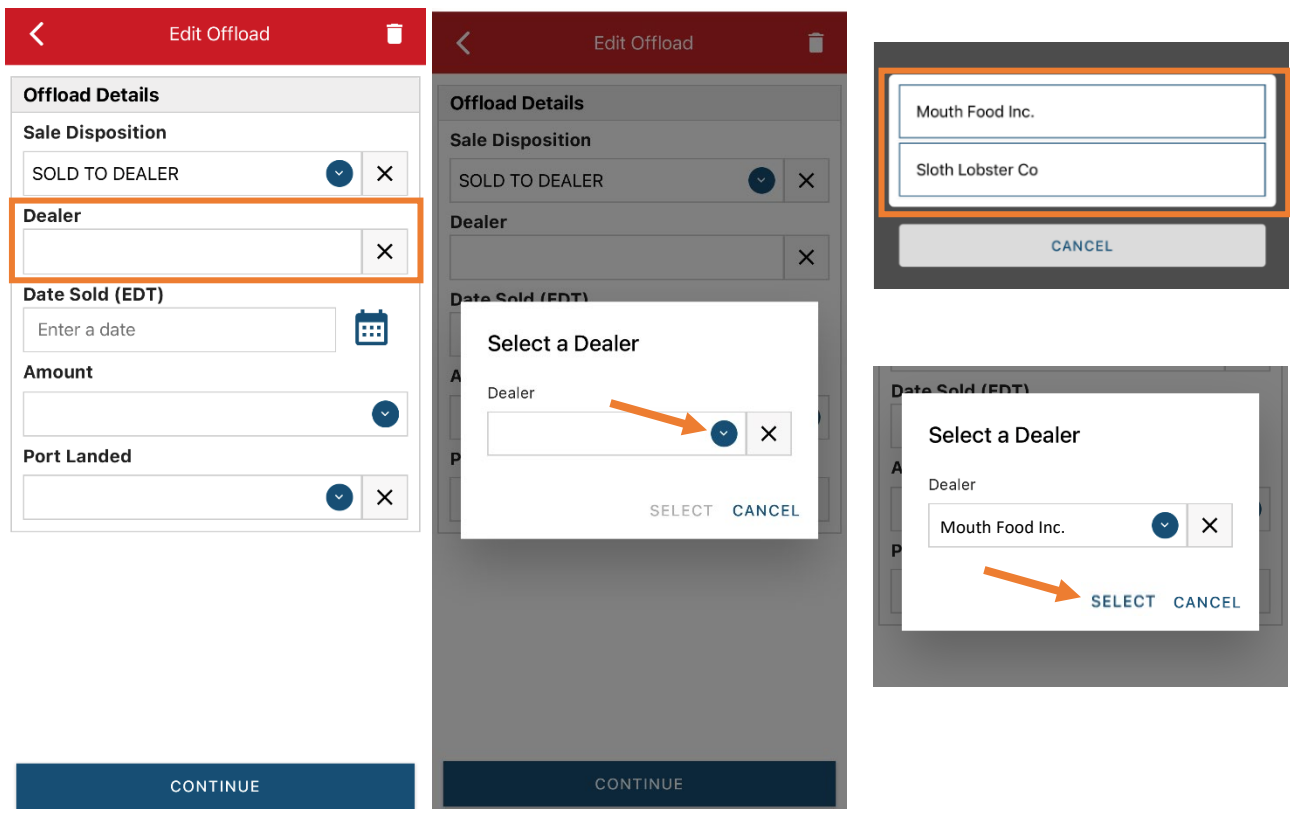 Edit Offload
Offload Details
Sale Disposition
SOLD TO DEALER
Dealer
Date Sold (EDT)
Enter a date
Amount
Port Landed
CONTINUE
Edit Offload
Offload Details
Sale Disposition
SOLD TO DEALER
Dealer
Date Sold (EDT)
Select a Dealer
Dealer
A
P
SELECT CANCEL
CONTINUE
Mouth Food Inc.
Sloth Lobster Co
CANCEL
Date Sold (EDT)
Select a Dealer
A
Dealer
Mouth Food Inc.
P
SELECT CANCEL